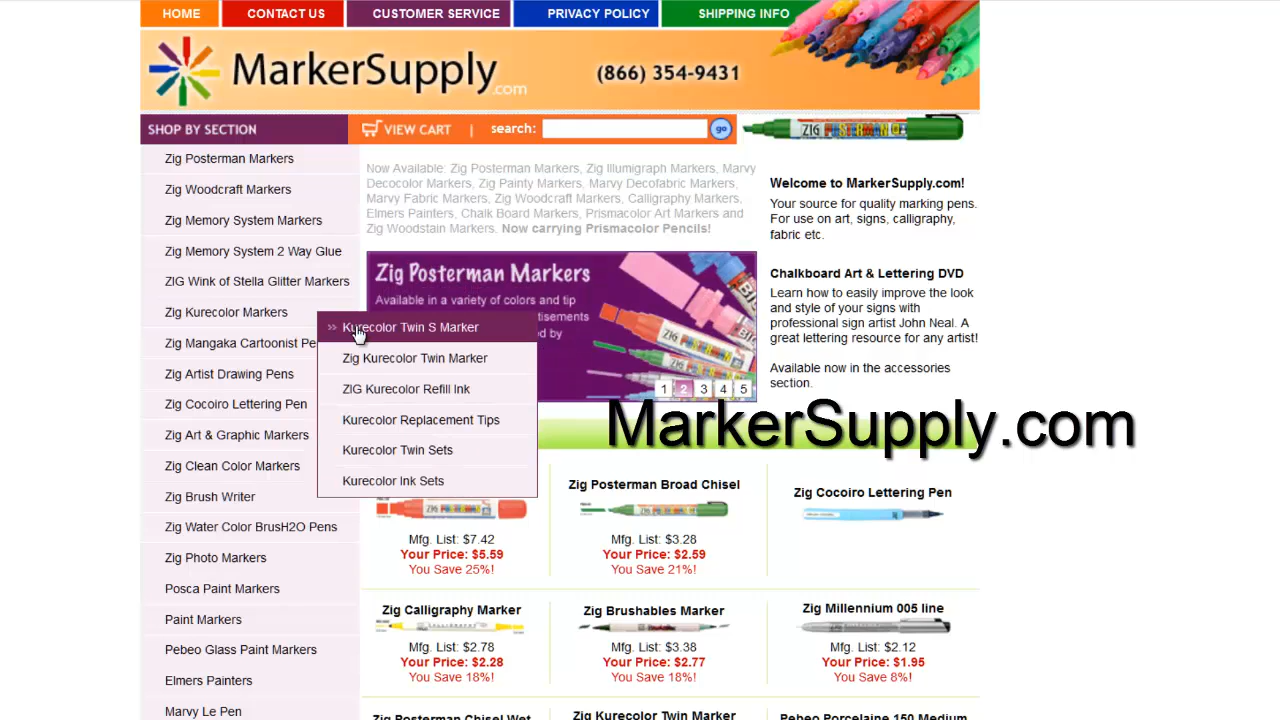 HOME
CONTACT US
CUSTOMER SERVICE
PRIVACY POLICY
SHIPPING INFO
MarkerSupply.com
(866) 354-9431
SHOP BY SECTION
VIEW CART | search: go
ZIG POSTERMAN
Zig Posterman Markers
Zig Woodcraft Markers
Zig Memory System Markers
Zig Memory System 2 Way Glue
ZIG Wink of Stella Glitter Markers
Zig Kurecolor Markers
Zig Mangaka Cartoonist Pe
Zig Artist Drawing Pens
Zig Cocoiro Lettering Pen
Zig Art & Graphic Markers
Zig Clean Color Markers
Zig Brush Writer
Zig Water Color BrusH2O Pens
Zig Photo Markers
Posca Paint Markers
Paint Markers
Pebeo Glass Paint Markers
Elmers Painters
Marvy Le Pen
>> Kurecolor Twin S Marker
Zig Kurecolor Twin Marker
ZIG Kurecolor Refill Ink
Kurecolor Replacement Tips
Kurecolor Twin Sets
Kurecolor Ink Sets
Now Available: Zig Posterman Markers, Zig Illumigraph Markers, Marvy
Decocolor Markers, Zig Painty Markers, Marvy Decofabric Markers,
Marvy Fabric Markers, Zig Woodcraft Markers, Calligraphy Markers,
Elmers Painters, Chalk Board Markers, Prismacolor Art Markers and
Zig Woodstain Markers. Now carrying Prismacolor Pencils!
Zig Posterman Markers
Available in a variety of colors and tip
tisements
d by
1 2 3 4 5
Welcome to MarkerSupply.com!
Your source for quality marking pens.
For use on art, signs, calligraphy,
fabric etc.
Chalkboard Art & Lettering DVD
Learn how to easily improve the look
and style of your signs with
professional sign artist John Neal. A
great lettering resource for any artist!
Available now in the accessories
section.
MarkerSupply.com
Mfg. List: $7.42
Your Price: $5.59
You Save 25%!
Zig Posterman Broad Chisel
Mfg. List: $3.28
Your Price: $2.59
You Save 21%!
Zig Cocoiro Lettering Pen
Zig Calligraphy Marker
Mfg. List: $2.78
Your Price: $2.28
You Save 18%!
Zig Brushables Marker
Mfg. List: $3.38
Your Price: $2.77
You Save 18%!
Zig Millennium 005 line
Mfg. List: $2.12
Your Price: $1.95
You Save 8%!
Zig Posterman Chisel Wet
Zig Kurecolor Twin Marker
Pebeo Porcelaine 150 Medium